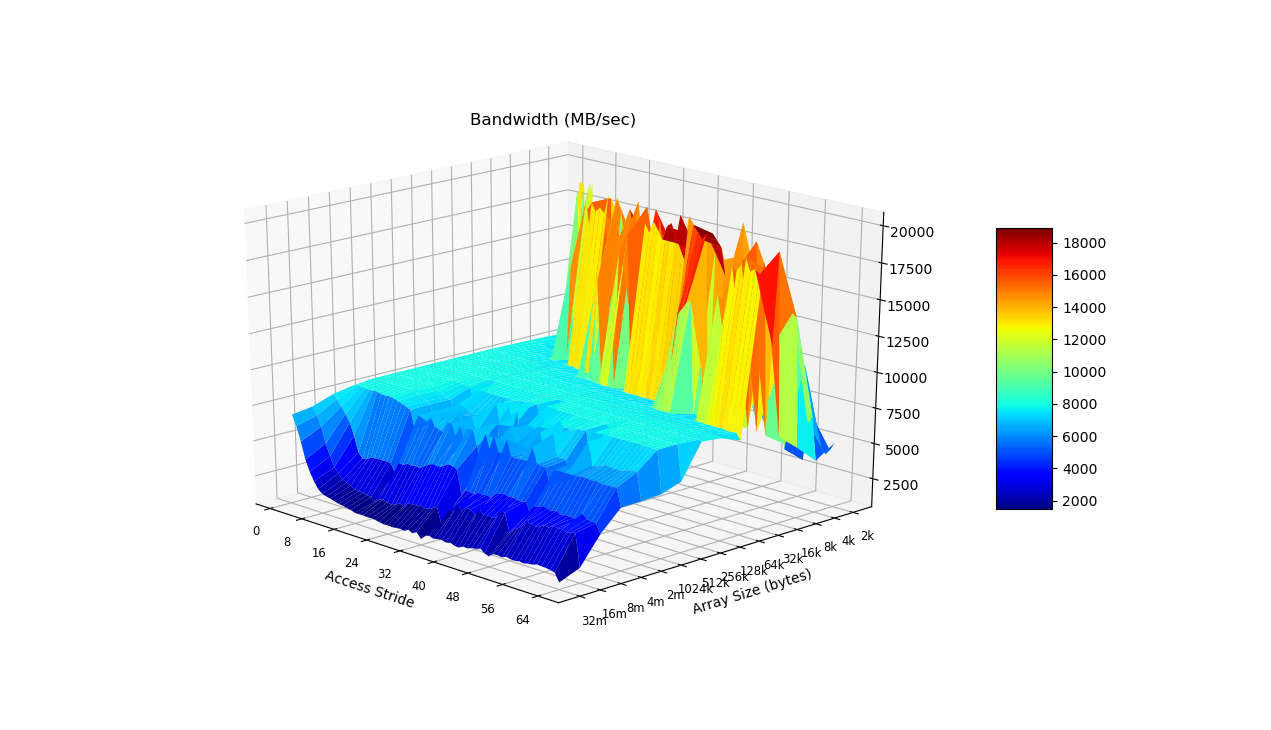 Bandwidth (MB/sec)
20000
17500
15000
12500
10000
7500
5000
2500
0
8
16
24
32
40
48
56
64
Access Stride
32m
16m
8m
4m
2m
1024k
512k
256k
128k
64k
32k
16k
8k
4k
2k
Array Size (bytes)
18000
16000
14000
12000
10000
8000
6000
4000
2000